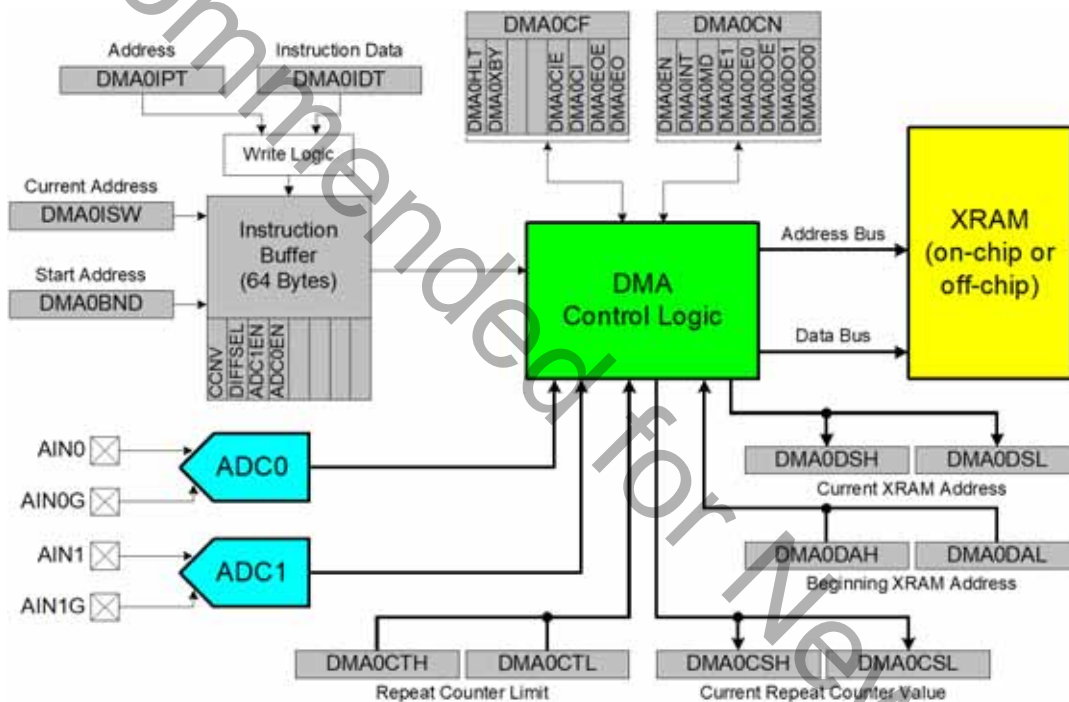 DMA0CF
DMA0HLT
DMA0XBY
DMA0CIE
DMA0CI
DMA0EOE
DMA0EO
DMA0CN
DMA0EN
DMA0INT
DMA0MD
DMA0DE1
DMA0DE0
DMA0DOE
DMA0DO1
DMA0DO0
Address
DMA0IPT
Instruction Data
DMA0IDT
Write Logic
Current Address
DMA0ISW
Start Address
DMA0BND
Instruction
Buffer
(64 Bytes)
CCNV
DIFFSEL
ADC1EN
ADC0EN
DMA
Control Logic
Address Bus
Data Bus
XRAM
(on-chip or
off-chip)
AIN0
AIN0G
ADC0
AIN1
AIN1G
ADC1
DMA0DSH
DMA0DSL
Current XRAM Address
DMA0DAH
DMA0DAL
Beginning XRAM Address
DMA0CTH
DMA0CTL
Repeat Counter Limit
DMA0CSH
DMA0CSL
Current Repeat Counter Value
ommended for New